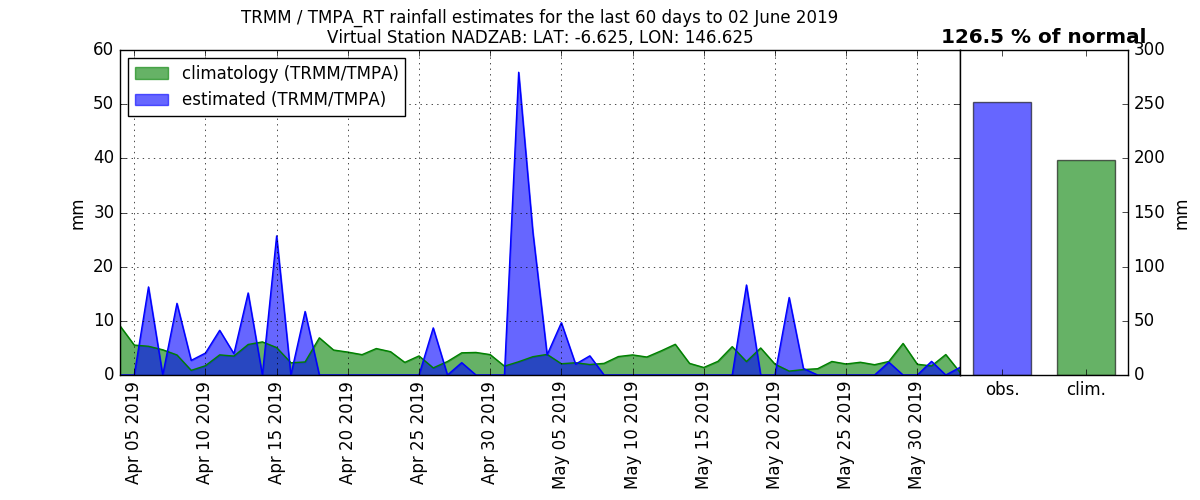 TRMM / TMPA_RT rainfall estimates for the last 60 days to 02 June 2019
Virtual Station NADZAB: LAT: -6.625, LON: 146.625
126.5 % of normal
climatology (TRMM/TMPA)
estimated (TRMM/TMPA)
60
50
40
30
20
10
0
mm
Apr 05 2019
Apr 10 2019
Apr 15 2019
Apr 20 2019
Apr 25 2019
Apr 30 2019
May 05 2019
May 10 2019
May 15 2019
May 20 2019
May 25 2019
May 30 2019
300
250
200
150
100
50
0
mm
obs.
clim.